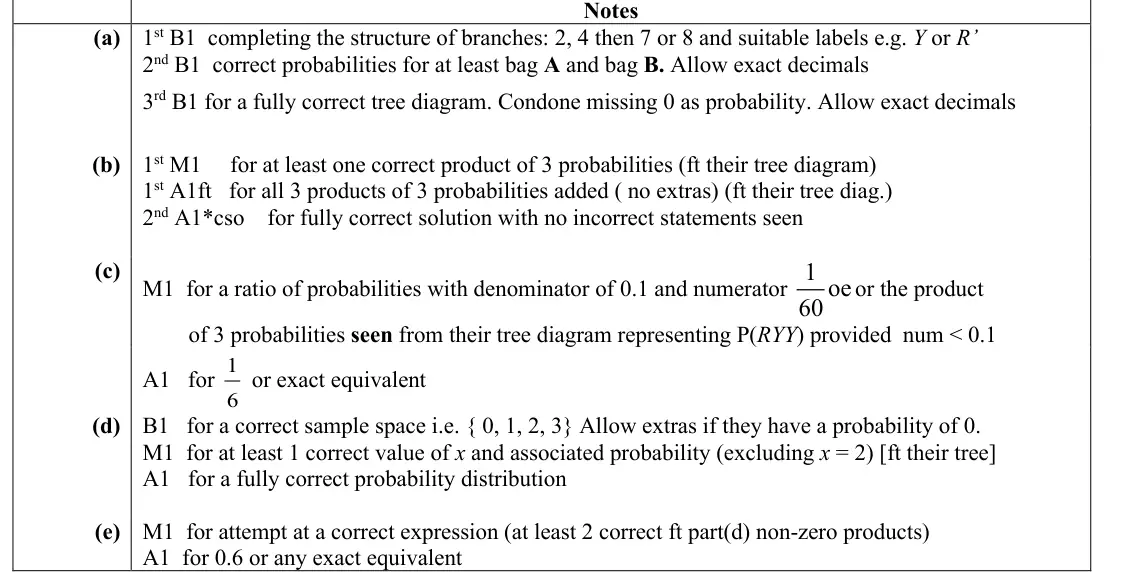 Notes
(a) 1st B1 completing the structure of branches: 2, 4 then 7 or 8 and suitable labels e.g. Y or R’
2nd B1 correct probabilities for at least bag A and bag B. Allow exact decimals
3rd B1 for a fully correct tree diagram. Condone missing 0 as probability. Allow exact decimals
(b) 1st M1 for at least one correct product of 3 probabilities (ft their tree diagram)
1st A1ft for all 3 products of 3 probabilities added ( no extras) (ft their tree diag.)
2nd A1*cso for fully correct solution with no incorrect statements seen
(c) M1 for a ratio of probabilities with denominator of 0.1 and numerator 1/60 oe or the product
of 3 probabilities seen from their tree diagram representing P(RYY) provided num < 0.1
A1 for 1/6 or exact equivalent
(d) B1 for a correct sample space i.e. { 0, 1, 2, 3} Allow extras if they have a probability of 0.
M1 for at least 1 correct value of x and associated probability (excluding x = 2) [ft their tree]
A1 for a fully correct probability distribution
(e) M1 for attempt at a correct expression (at least 2 correct ft part(d) non-zero products)
A1 for 0.6 or any exact equivalent